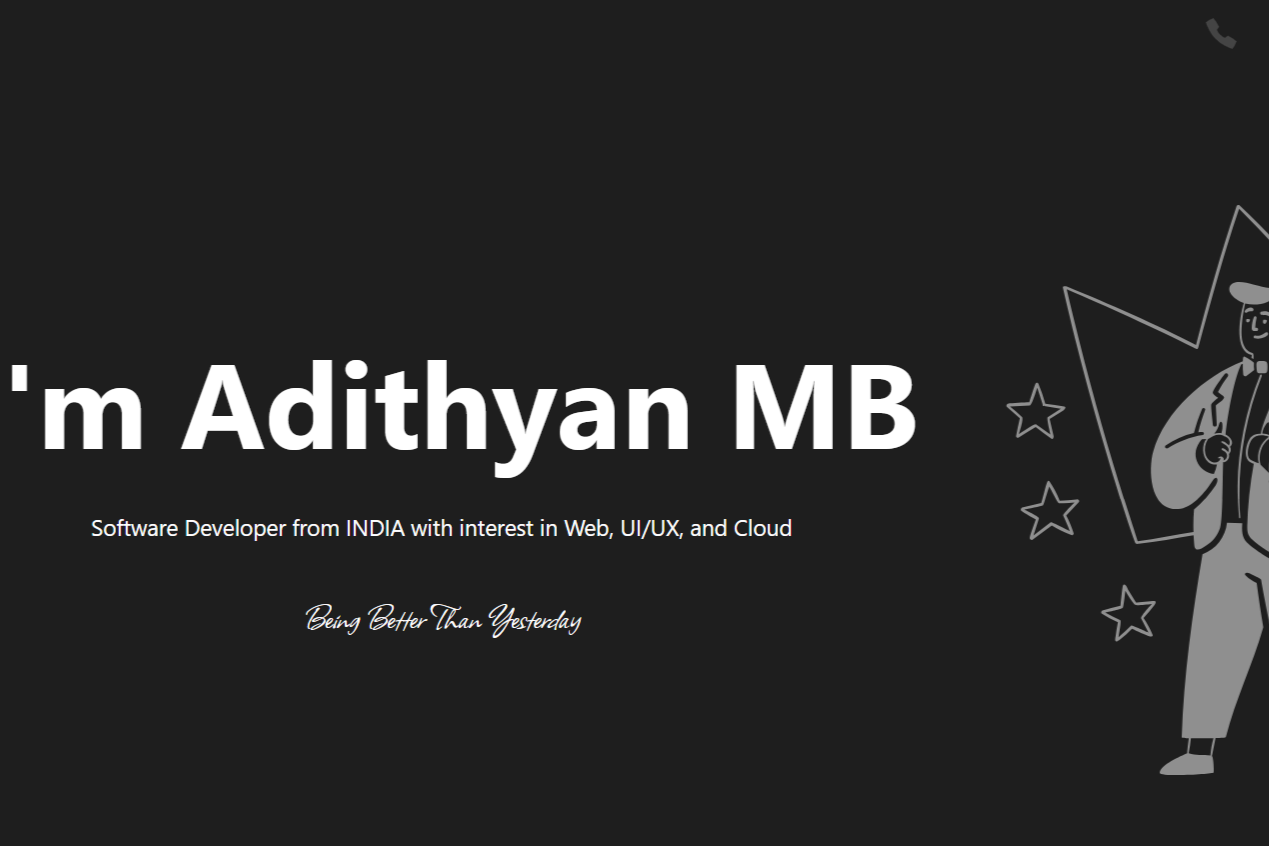 'm Adithyan MB
Software Developer from INDIA with interest in Web, UI/UX, and Cloud
Being Better Than Yesterday